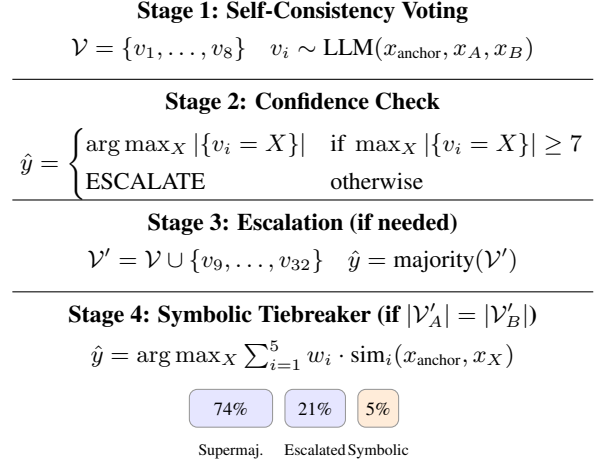 Stage 1: Self-Consistency Voting
𝒱 = {v₁, …, v₈} vᵢ ∼ LLM(x_anchor, x_A, x_B)
Stage 2: Confidence Check
ŷ = { arg max_X |{vᵢ = X}| if max_X |{vᵢ = X}| ≥ 7
ESCALATE otherwise
Stage 3: Escalation (if needed)
𝒱′ = 𝒱 ∪ {v₉, …, v₃₂} ŷ = majority(𝒱′)
Stage 4: Symbolic Tiebreaker (if |𝒱′_A| = |𝒱′_B|)
ŷ = arg max_X ∑⁵ᵢ₌₁ wᵢ · simᵢ(x_anchor, x_X)
74% 21% 5%
Supermaj. Escalated Symbolic